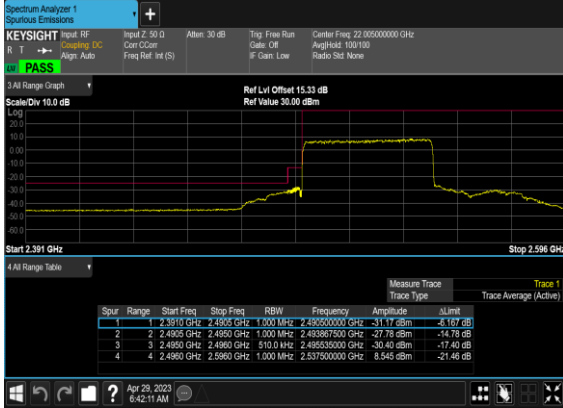 Spectrum Analyzer 1
Spurious Emissions
KEYSIGHT Input: RF Input Z: 50 Ω Atten: 30 dB Trig: Free Run Center Freq: 22.005000000 GHz
R T Coupling: DC Corr CCorr Gate: Off Avg|Hold: 100/100
Align: Auto Freq Ref: Int (S) IF Gain: Low Radio Std: None
PASS
3 All Range Graph Ref Lvl Offset 15.33 dB
Scale/Div 10.0 dB Ref Value 30.00 dBm
Log
20.0
10.0
0.00
-10.0
-20.0
-30.0
-40.0
-50.0
-60.0
Start 2.391 GHz Stop 2.596 GHz
4 All Range Table
Measure Trace Trace 1
Trace Type Trace Average (Active)
Spur Range Start Freq Stop Freq RBW Frequency Amplitude ΔLimit
1 1 2.3910 GHz 2.4905 GHz 1.000 MHz 2.490500000 GHz -31.17 dBm -6.167 dB
2 2 2.4905 GHz 2.4950 GHz 1.000 MHz 2.493867500 GHz -27.78 dBm -14.78 dB
3 3 2.4950 GHz 2.4960 GHz 510.0 kHz 2.495535000 GHz -30.40 dBm -17.40 dB
4 4 2.4960 GHz 2.5960 GHz 1.000 MHz 2.537500000 GHz 8.545 dBm -21.46 dB
Apr 29, 2023
6:42:11 AM